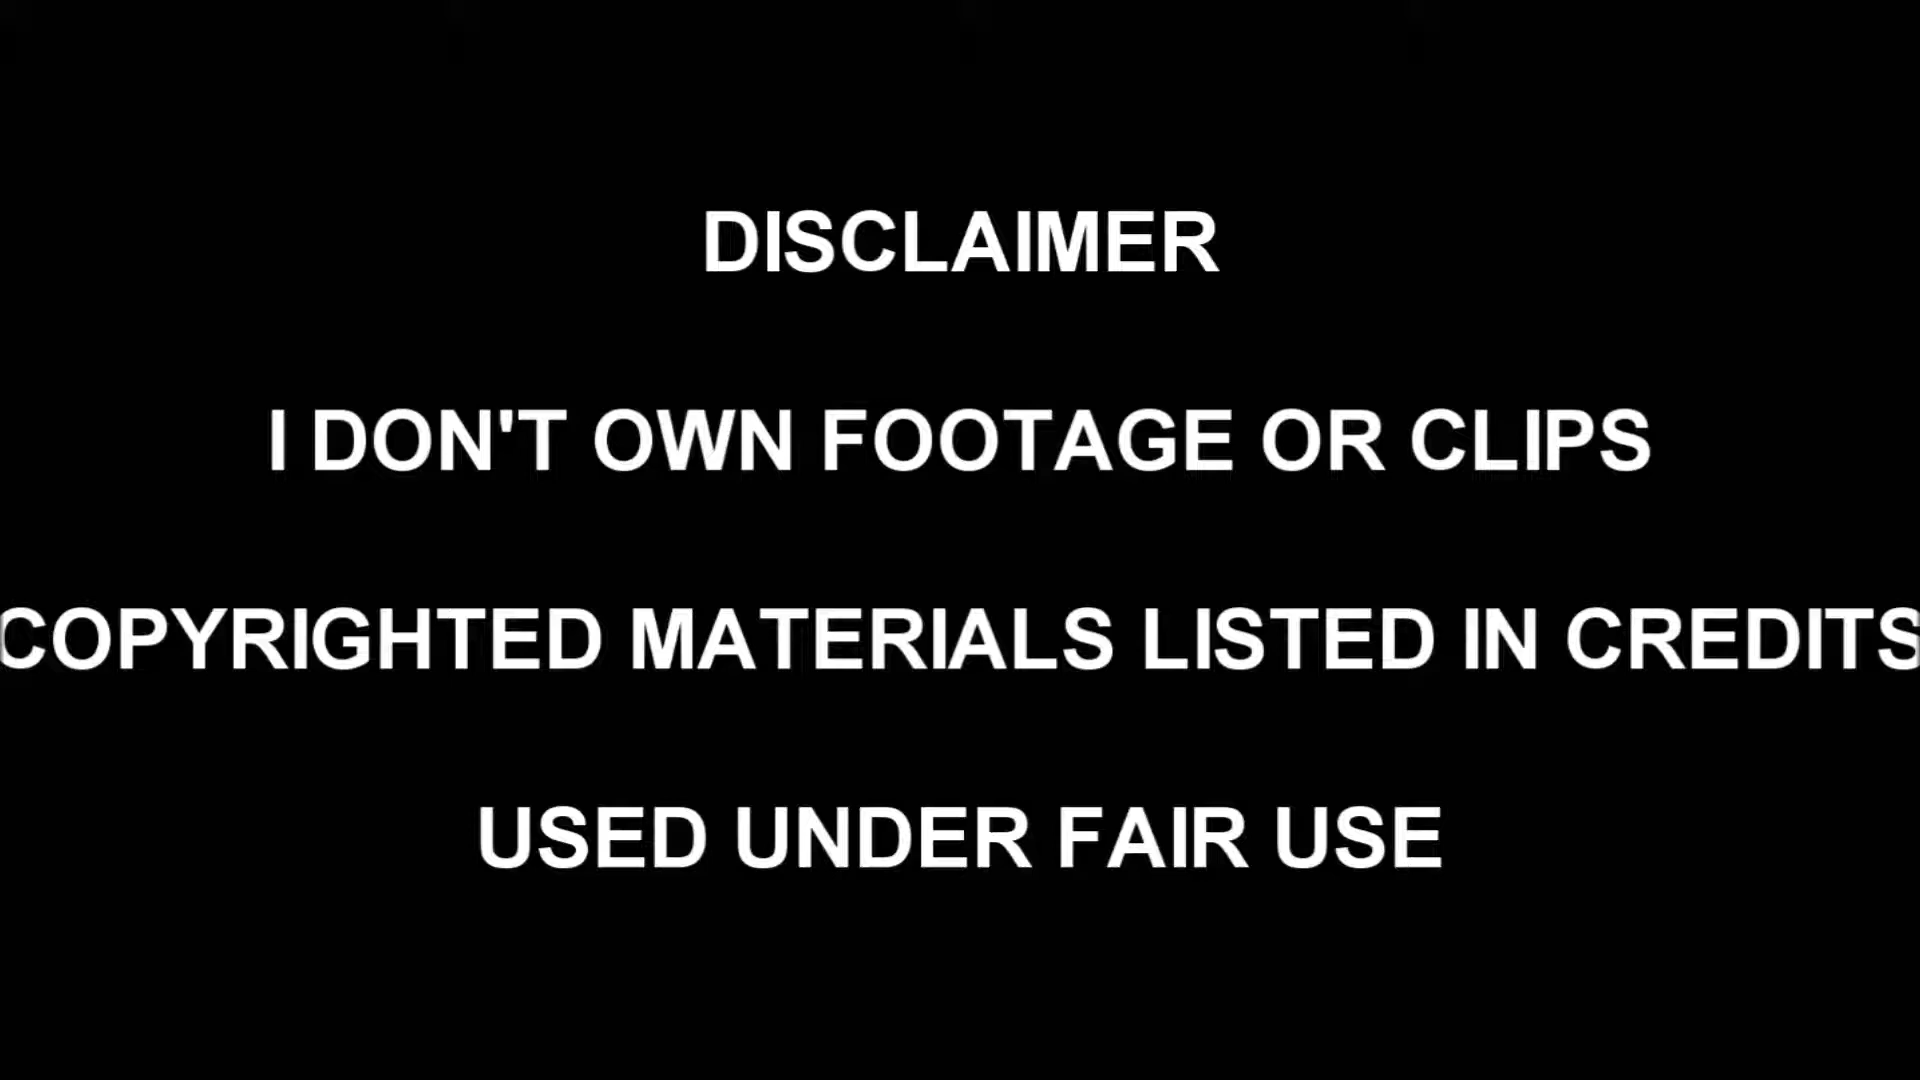 DISCLAIMER
I DON'T OWN FOOTAGE OR CLIPS
COPYRIGHTED MATERIALS LISTED IN CREDITS
USED UNDER FAIR USE